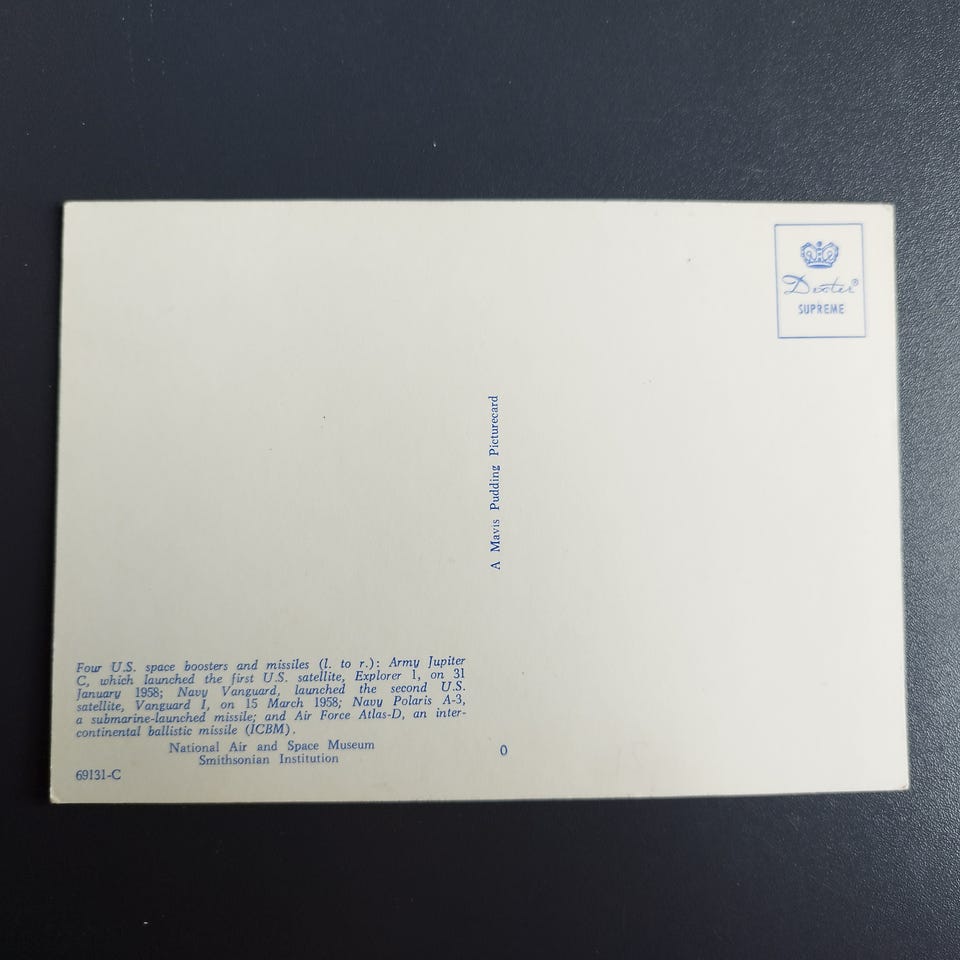 Dexter®
SUPREME
A Mavis Pudding Picturecard
Four U.S. space boosters and missiles (l. to r.): Army Jupiter
C, which launched the first U.S. satellite, Explorer 1, on 31
January 1958; Navy Vanguard, launched the second U.S.
satellite, Vanguard I, on 15 March 1958; Navy Polaris A-3,
a submarine-launched missile; and Air Force Atlas-D, an inter-
continental ballistic missile (ICBM).
National Air and Space Museum
Smithsonian Institution
69131-C
0